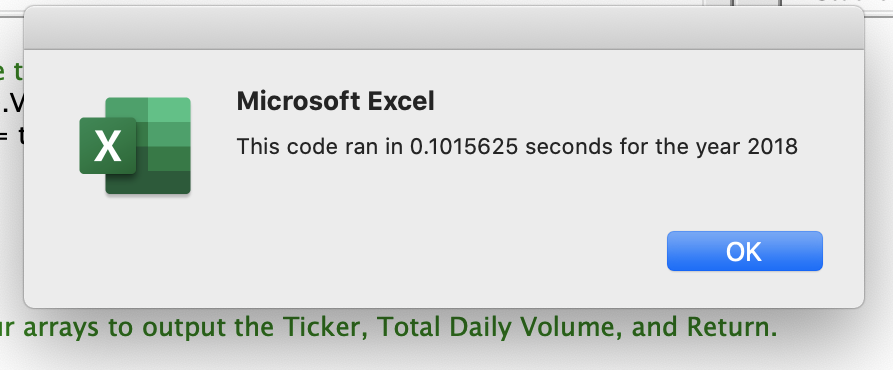 e t
Microsoft Excel
.V
X
This code ran in 0.1015625 seconds for the year 2018
= t
OK
ur arrays to output the Ticker, Total Daily Volume, and Return.